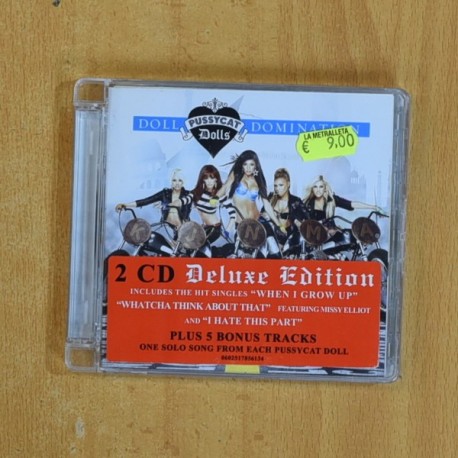 PUSSYCAT
Dolls
DOLL DOMINATION
LA METRALLETA
€ 9,00
2 CD Deluxe Edition
INCLUDES THE HIT SINGLES "WHEN I GROW UP"
"WHATCHA THINK ABOUT THAT" FEATURING MISSY ELLIOT
AND "I HATE THIS PART"
PLUS 5 BONUS TRACKS
ONE SOLO SONG FROM EACH PUSSYCAT DOLL